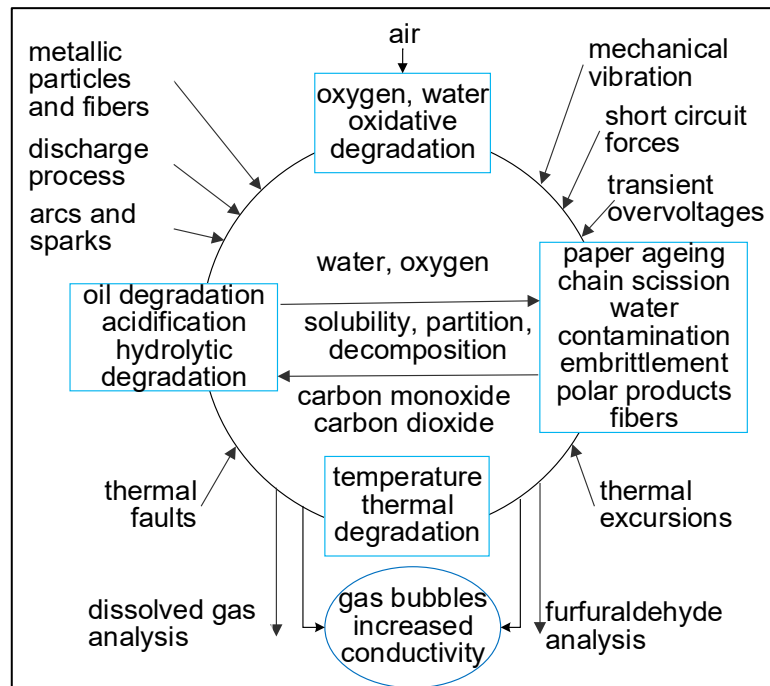 air
metallic
particles
and fibers
mechanical
vibration
oxygen, water
oxidative
degradation
short circuit
forces
discharge
process
transient
overvoltages
arcs and
sparks
water, oxygen
paper ageing
chain scission
water
contamination
embrittlement
polar products
fibers
oil degradation
acidification
hydrolytic
degradation
solubility, partition,
decomposition
carbon monoxide
carbon dioxide
thermal
faults
temperature
thermal
degradation
thermal
excursions
dissolved gas
analysis
gas bubbles
increased
conductivity
furfuraldehyde
analysis